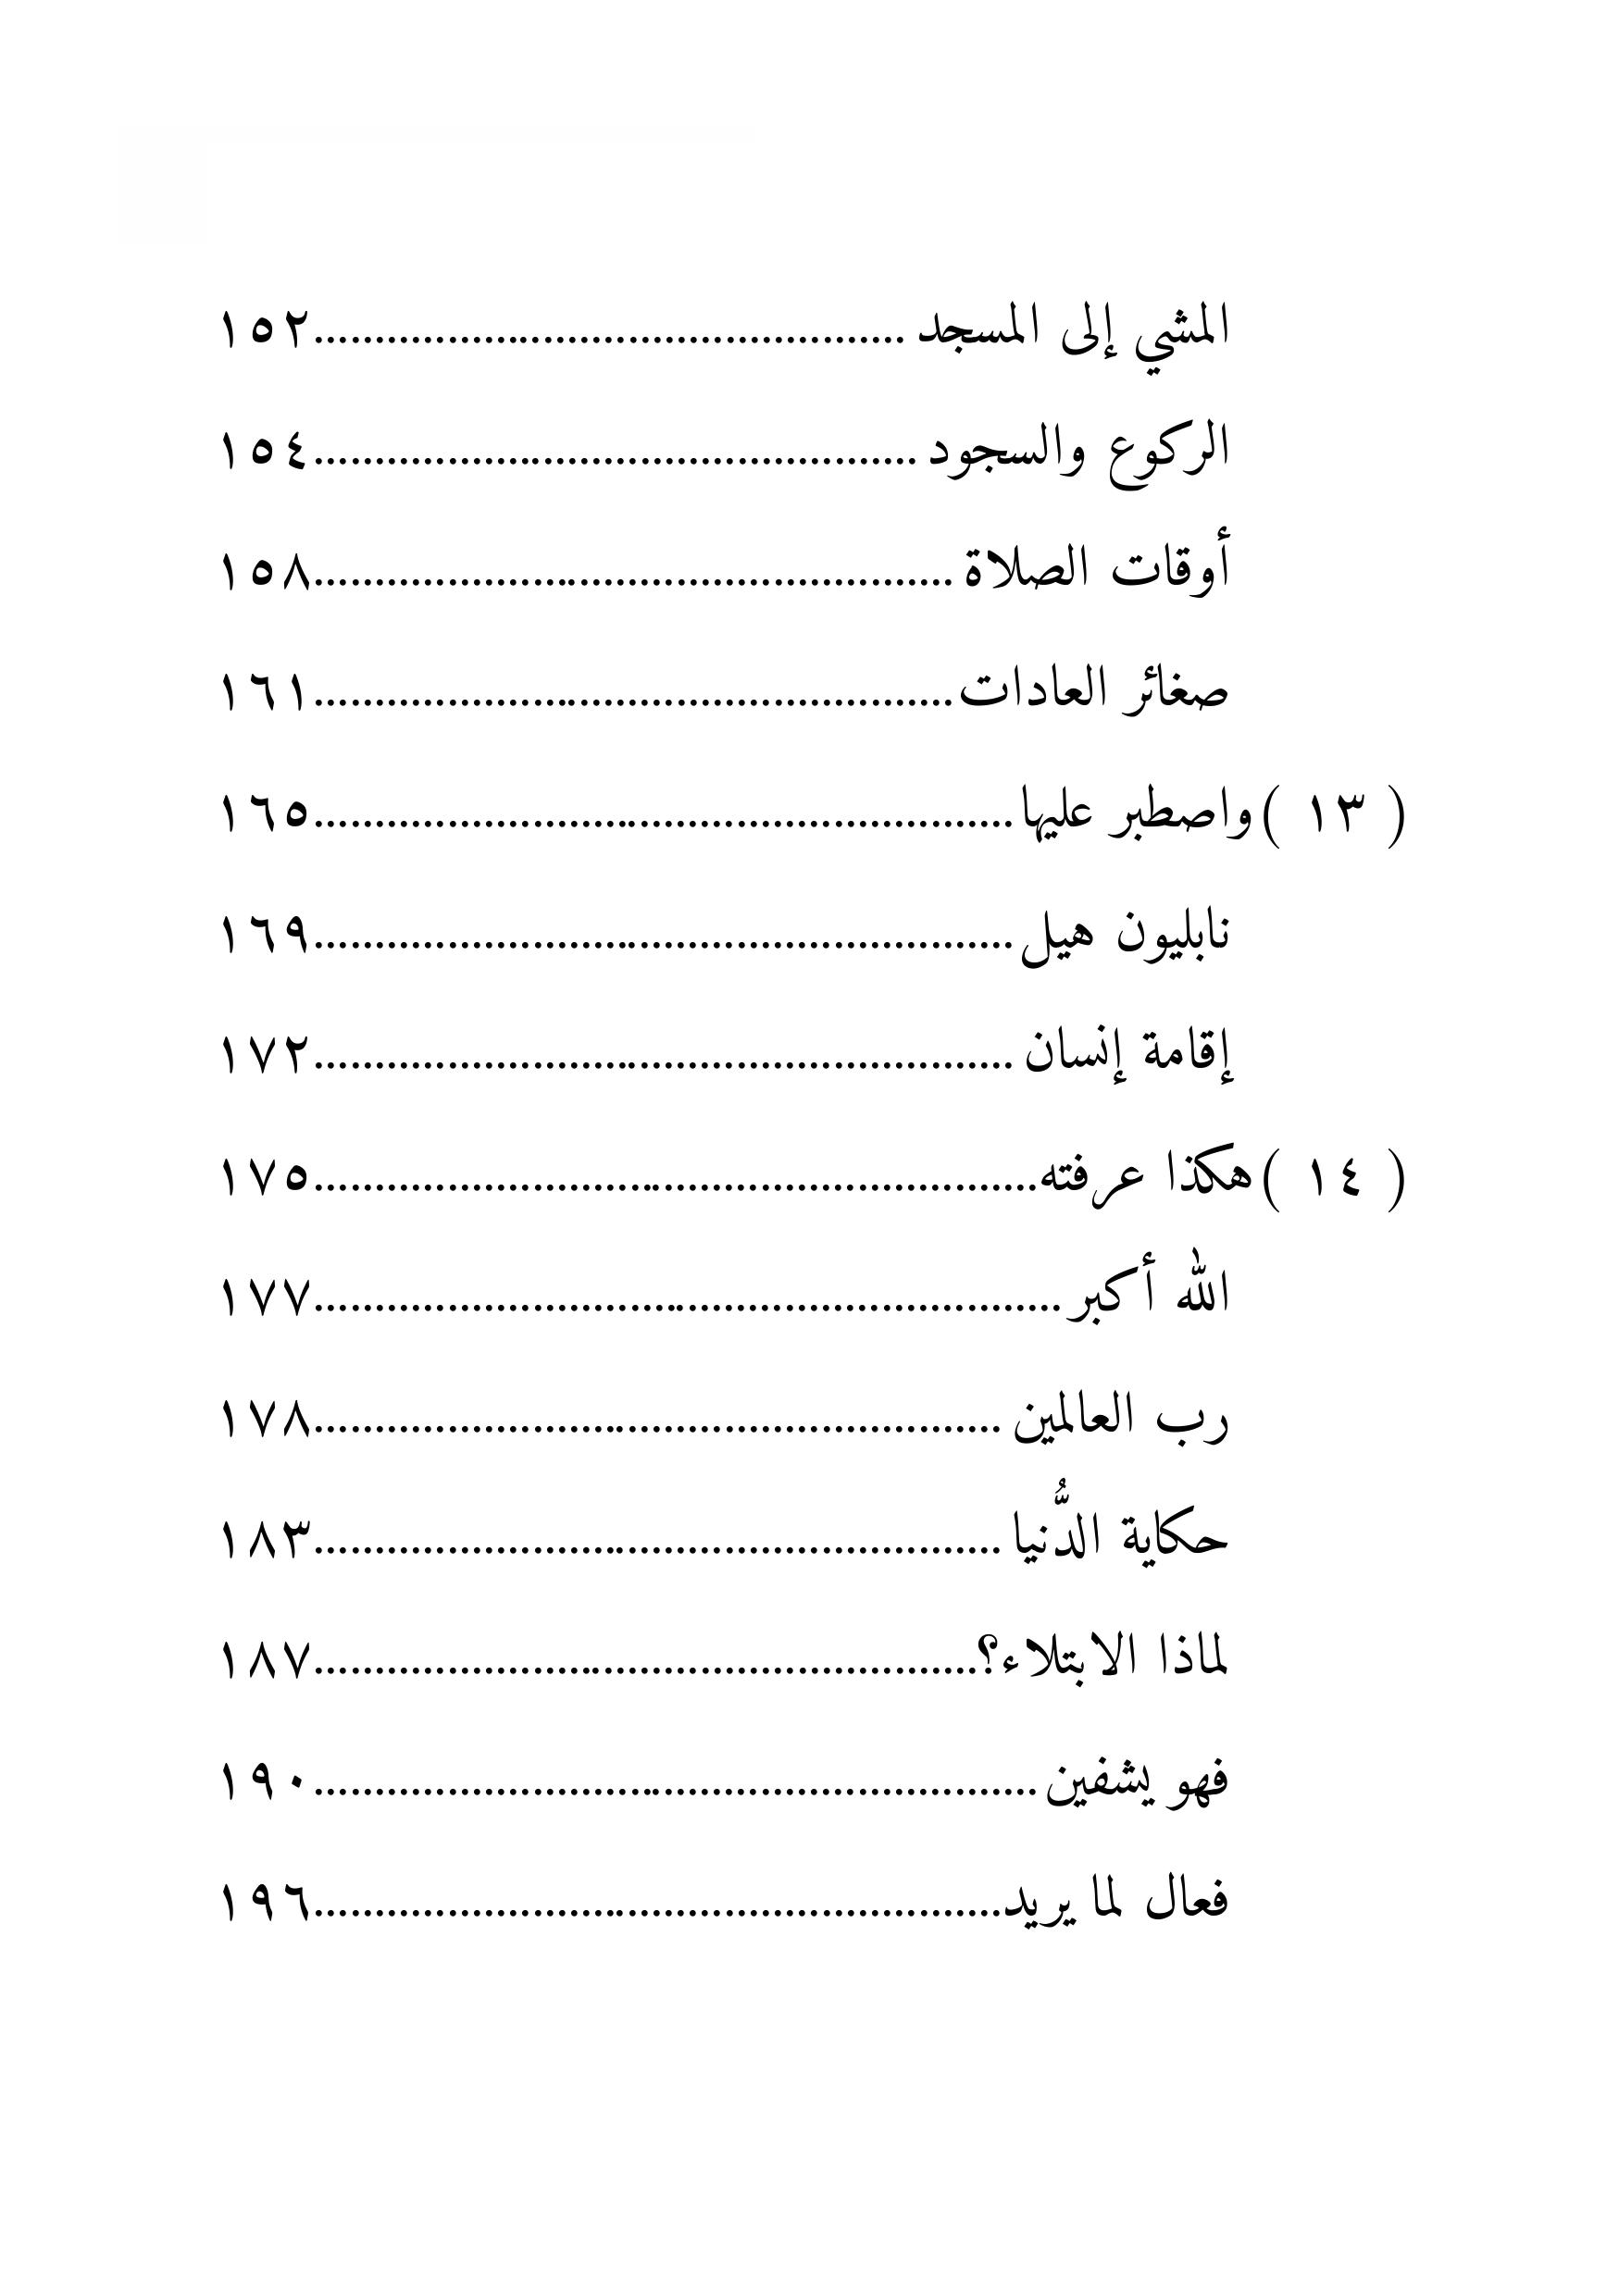 المشي إلى المسجد ................................................ ١٥٢
الركوع والسجود ................................................. ١٥٤
أوقات الصلاة .................................................... ١٥٨
صغائر العادات .................................................... ١٦١
( ١٣ ) واصطبر عليها ......................................................... ١٦٥
نابليون هيل ......................................................... ١٦٩
إقامة إنسان ......................................................... ١٧٢
( ١٤ ) هكذا عرفته ........................................................... ١٧٥
الله أكبر ............................................................. ١٧٧
رب العالمين ........................................................ ١٧٨
حكاية الدُّنيا ........................................................ ١٨٣
لماذا الابتلاء؟ ...................................................... ١٨٧
فهو يشفين ........................................................... ١٩٠
فعال لما يريد ........................................................ ١٩٦